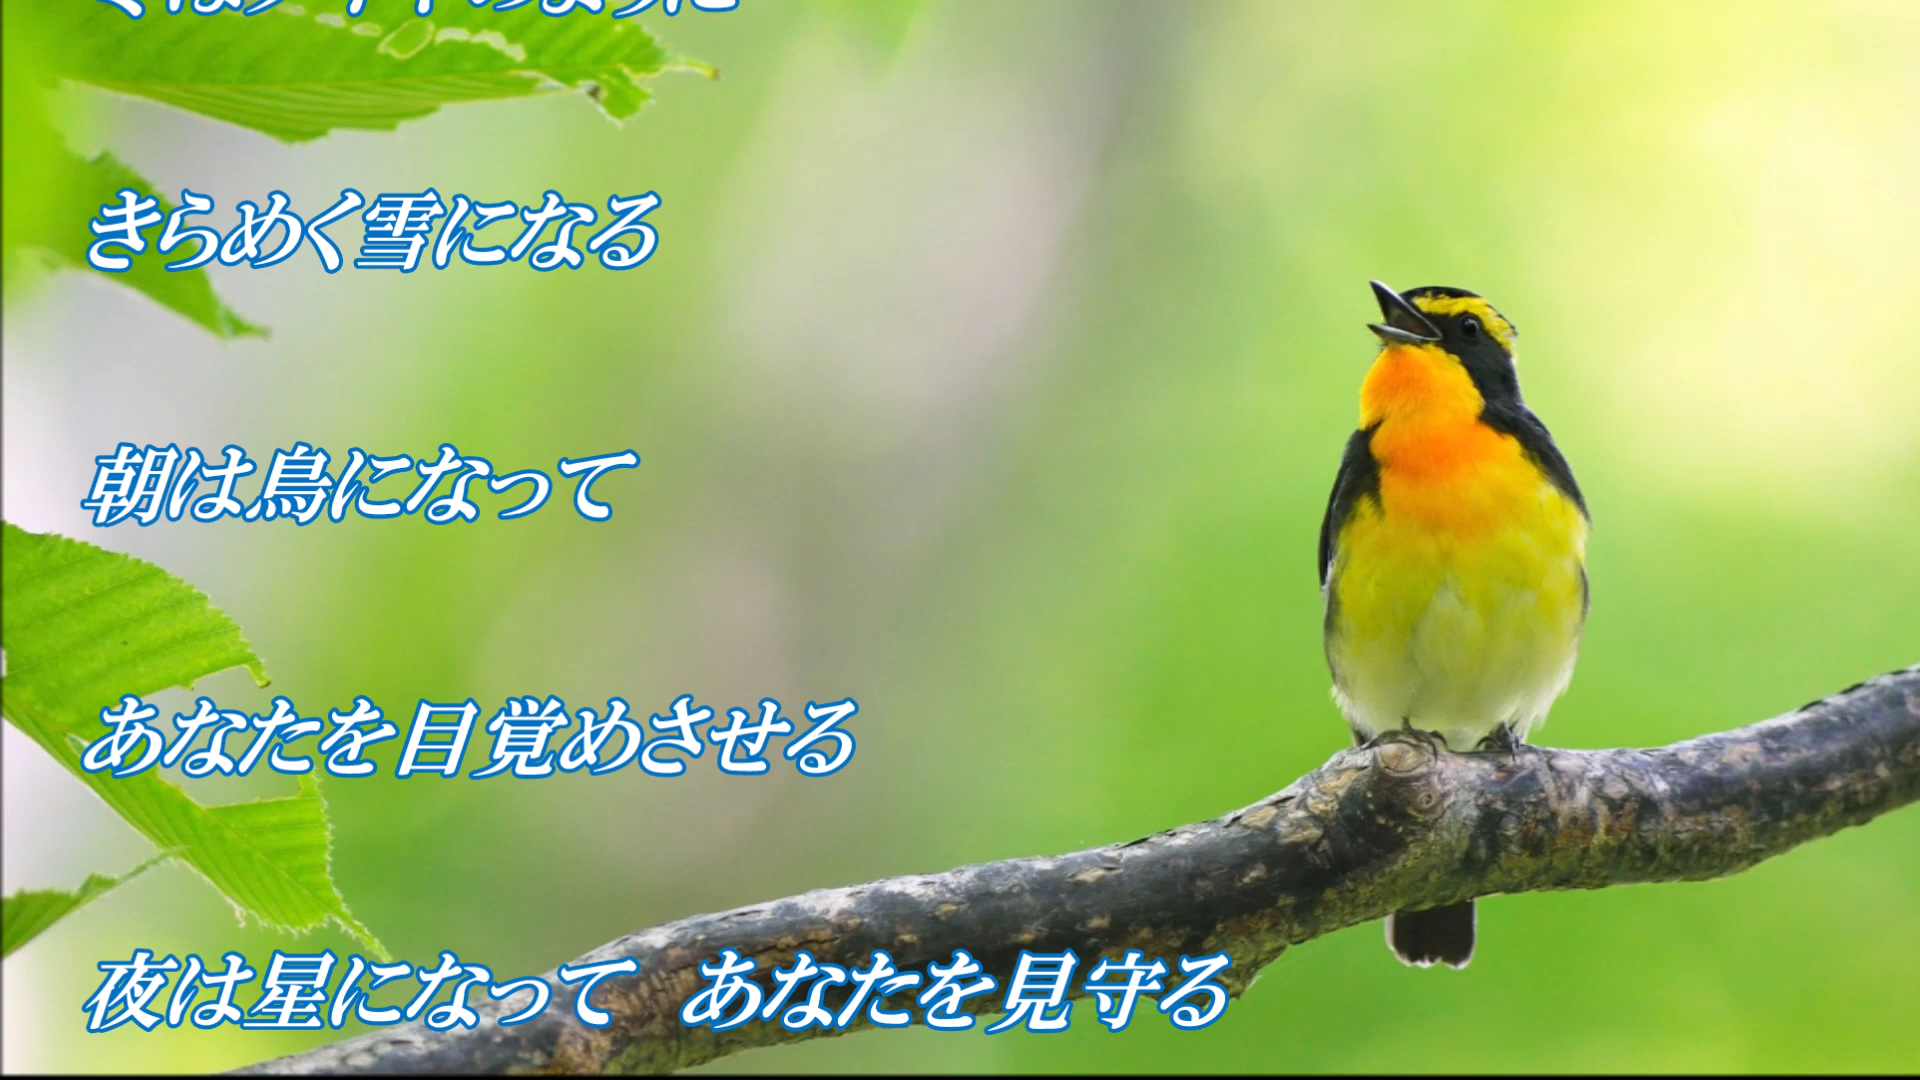 きらめく雪になる
朝は鳥になって
あなたを目覚めさせる
夜は星になって　あなたを見守る